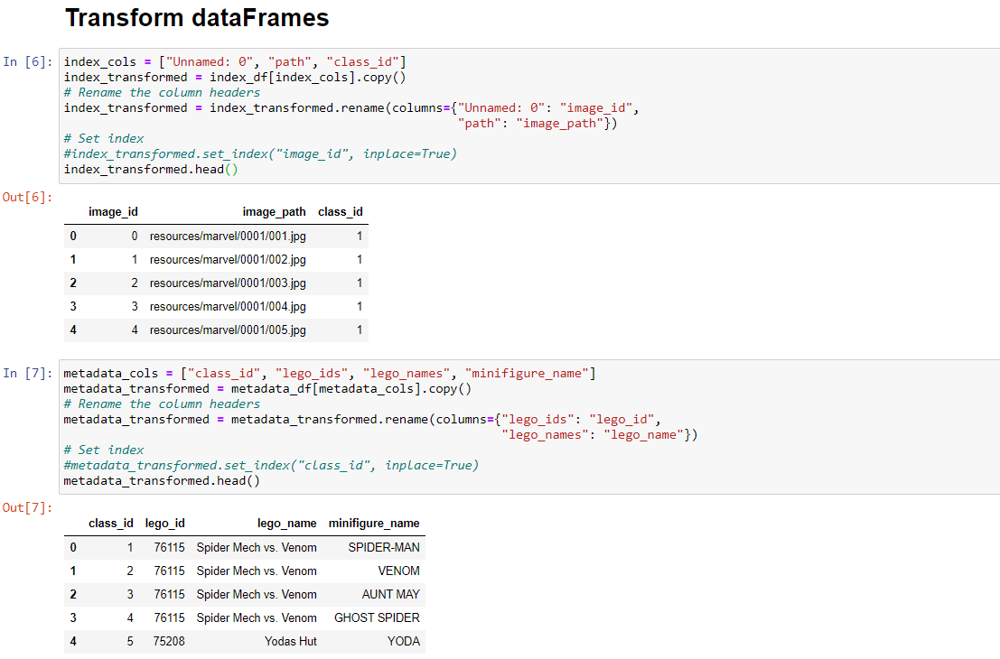 Transform dataFrames
In [6]: index_cols = ["Unnamed: 0", "path", "class_id"]
index_transformed = index_df[index_cols].copy()
# Rename the column headers
index_transformed = index_transformed.rename(columns={"Unnamed: 0": "image_id",
"path": "image_path"})
# Set index
#index_transformed.set_index("image_id", inplace=True)
index_transformed.head()
Out[6]:
image_id image_path class_id
0 0 resources/marvel/0001/001.jpg 1
1 1 resources/marvel/0001/002.jpg 1
2 2 resources/marvel/0001/003.jpg 1
3 3 resources/marvel/0001/004.jpg 1
4 4 resources/marvel/0001/005.jpg 1
In [7]: metadata_cols = ["class_id", "lego_ids", "lego_names", "minifigure_name"]
metadata_transformed = metadata_df[metadata_cols].copy()
# Rename the column headers
metadata_transformed = metadata_transformed.rename(columns={"lego_ids": "lego_id",
"lego_names": "lego_name"})
# Set index
#metadata_transformed.set_index("class_id", inplace=True)
metadata_transformed.head()
Out[7]:
class_id lego_id lego_name minifigure_name
0 1 76115 Spider Mech vs. Venom SPIDER-MAN
1 2 76115 Spider Mech vs. Venom VENOM
2 3 76115 Spider Mech vs. Venom AUNT MAY
3 4 76115 Spider Mech vs. Venom GHOST SPIDER
4 5 75208 Yodas Hut YODA